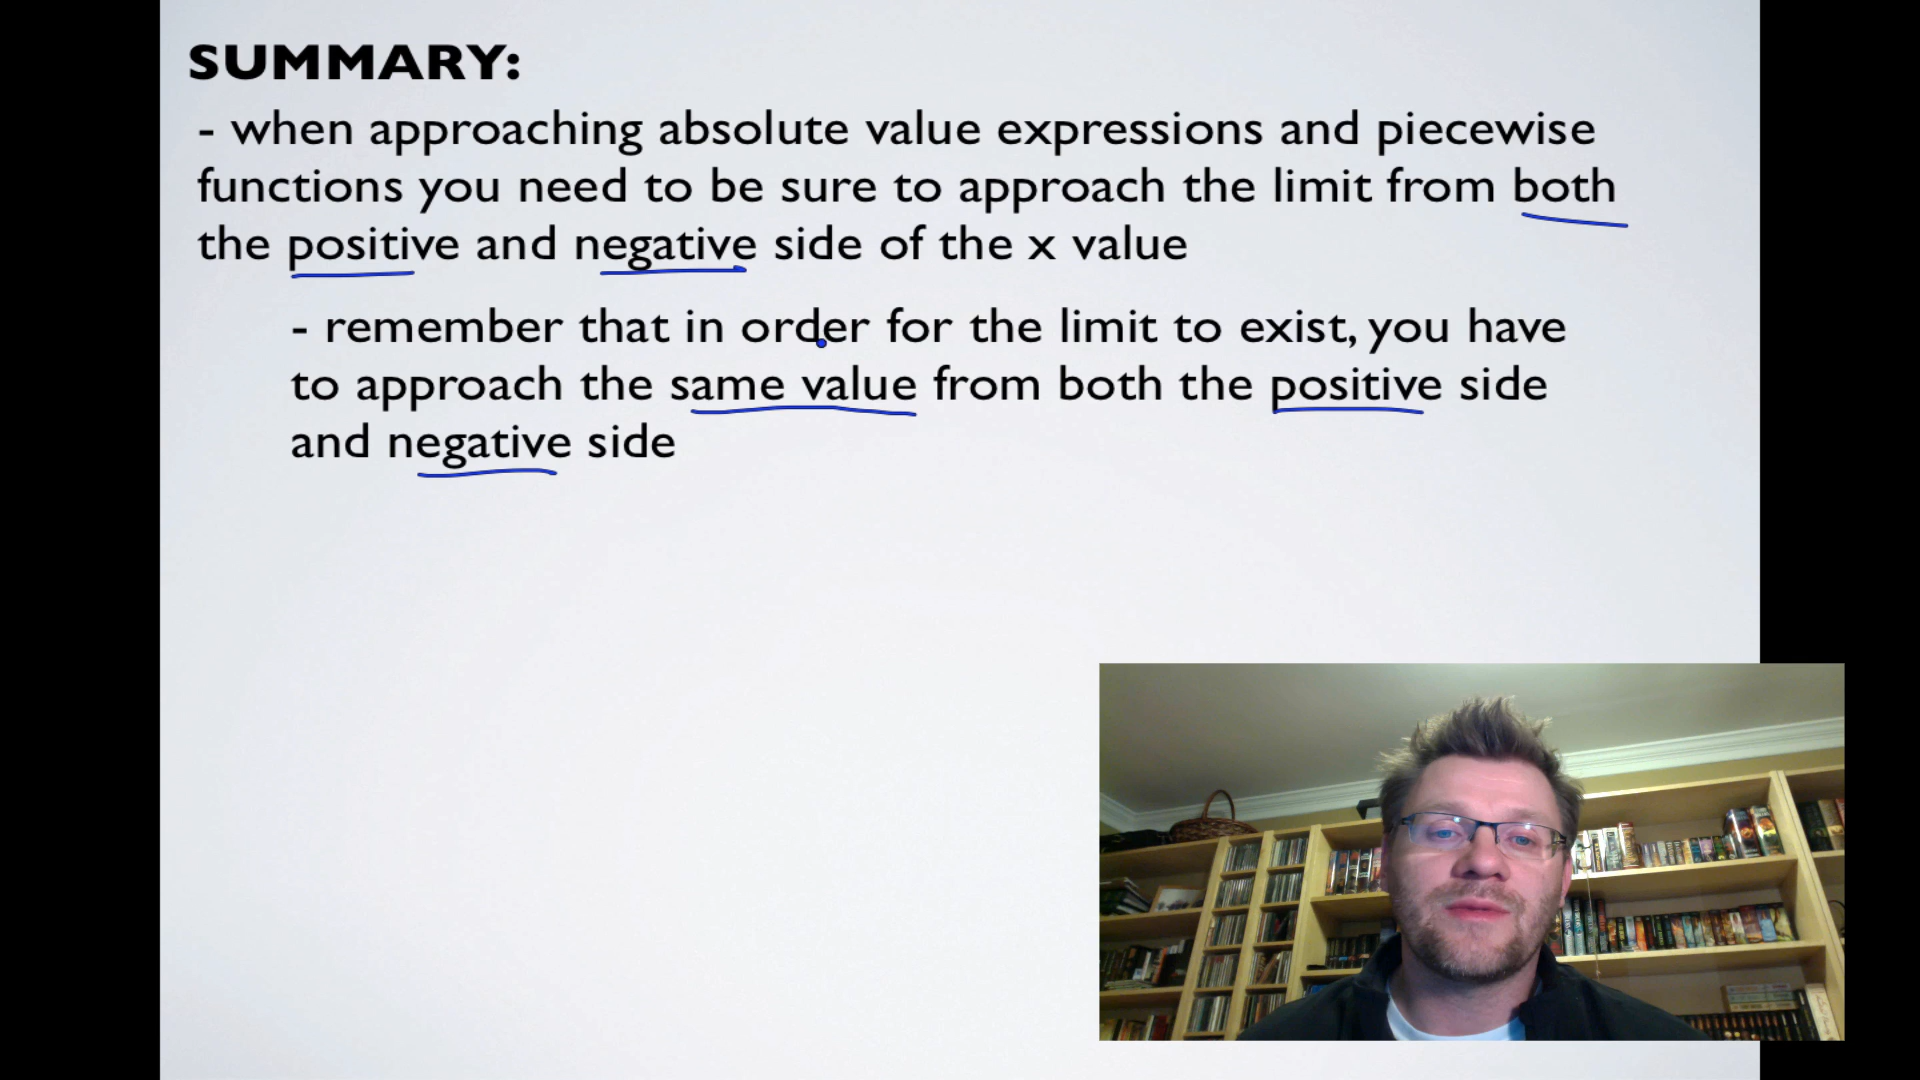 SUMMARY:
- when approaching absolute value expressions and piecewise
functions you need to be sure to approach the limit from both
the positive and negative side of the x value
- remember that in order for the limit to exist, you have
to approach the same value from both the positive side
and negative side